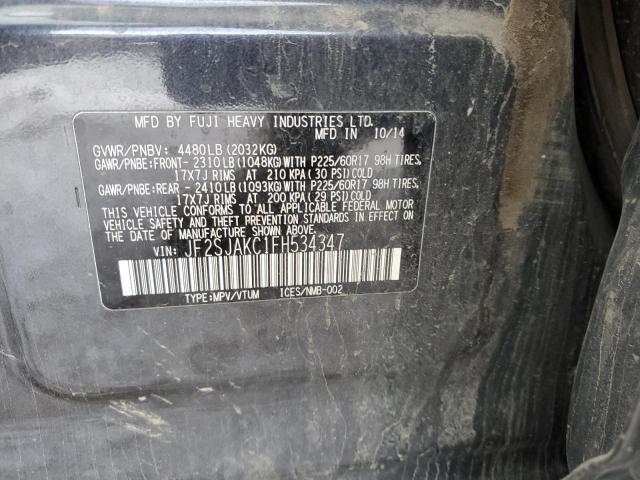 MFD BY FUJI HEAVY INDUSTRIES LTD.
MFD IN 10/14
GVWR/PNBV: 4480LB (2032KG)
GAWR/PNBE:FRONT- 2310LB (1048KG) WITH P225/60R17 98H TIRES,
17X7J RIMS AT 210 KPA (30 PSI) COLD
GAWR/PNBE:REAR - 2410LB (1093KG) WITH P225/60R17 98H TIRES,
17X7J RIMS AT 200 KPA (29 PSI) COLD
THIS VEHICLE CONFORMS TO ALL APPLICABLE FEDERAL MOTOR
VEHICLE SAFETY AND THEFT PREVENTION STANDARDS IN EFFECT
ON THE DATE OF MANUFACTURE SHOWN ABOVE.
VIN: JF2SJAKC1FH534347
TYPE:MPV/VTUM ICES/NMB-002